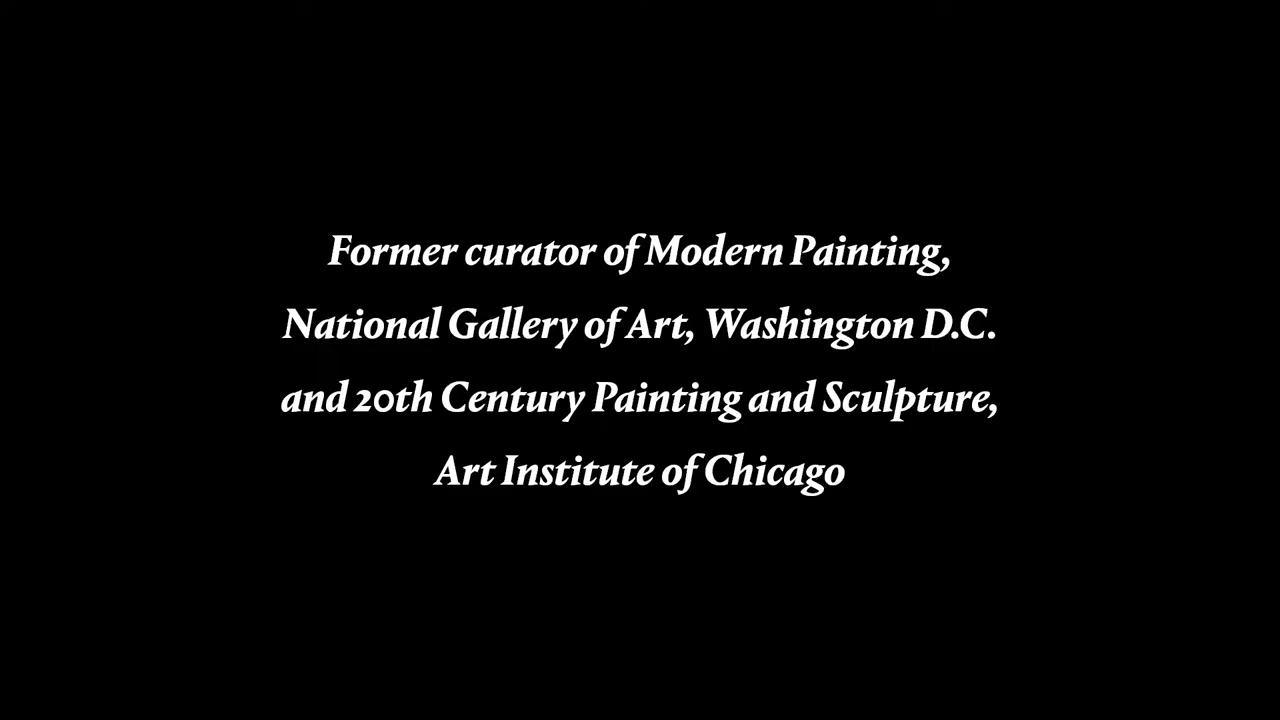 Former curator of Modern Painting,
National Gallery of Art, Washington D.C.
and 20th Century Painting and Sculpture,
Art Institute of Chicago